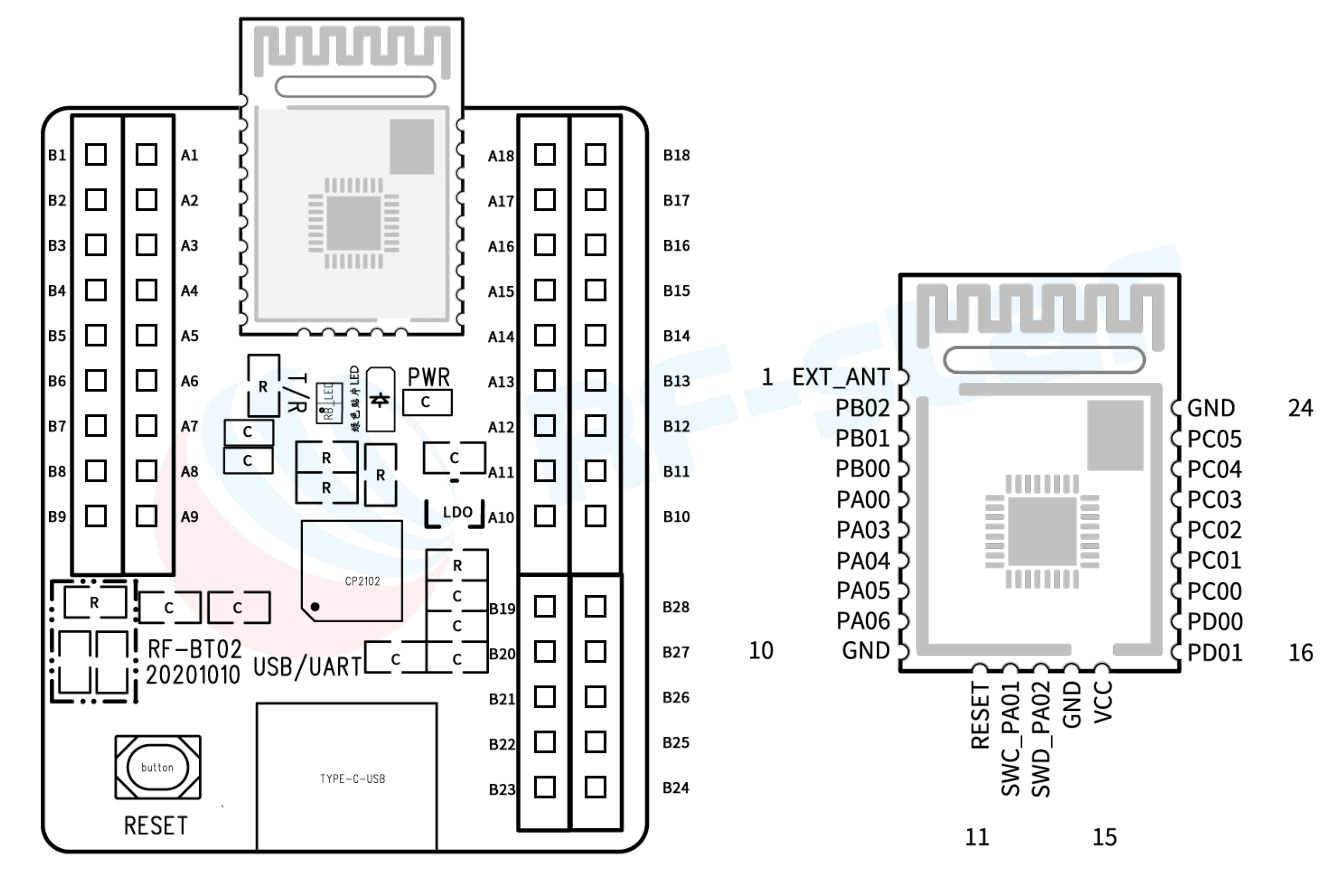 B1 A1 A18 B18
B2 A2 A17 B17
B3 A3 A16 B16
B4 A4 A15 B15
B5 A5 A14 B14
B6 A6 A13 B13
B7 A7 A12 B12
B8 A8 A11 B11
B9 A9 A10 B10
R
T/R
RB_LED
绿色贴片LED
PWR
C
C
C
R
R
R
C
LDO
CP2102
R
C
C
C
C
R
C
C
RF-BT02
20201010
USB/UART
B19 B28
B20 B27
B21 B26
B22 B25
B23 B24
button
RESET
TYPE-C-USB
RF-star
1 EXT_ANT
PB02
PB01
PB00
PA00
PA03
PA04
PA05
PA06
10 GND
GND 24
PC05
PC04
PC03
PC02
PC01
PC00
PD00
PD01 16
RESET
SWC_PA01
SWD_PA02
GND
VCC
11 15